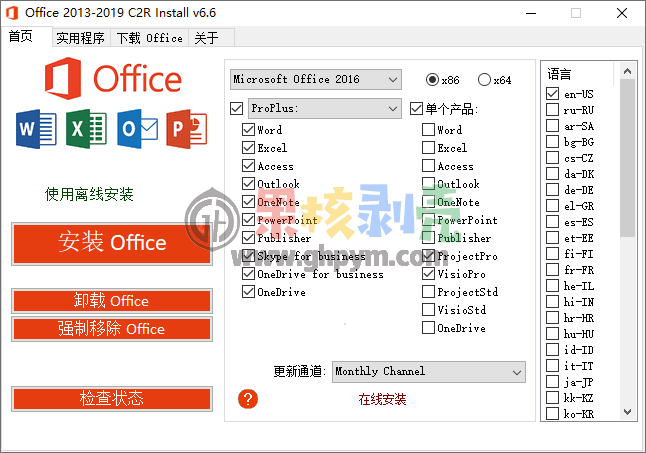 Office 2013-2019 C2R Install v6.6
首页 实用程序 下载 Office 关于
Office
W X O P
使用离线安装
安装 Office
卸载 Office
强制移除 Office
检查状态
Microsoft Office 2016 x86 x64
ProPlus: 单个产品:
Word Word
Excel Excel
Access Access
Outlook Outlook
OneNote OneNote
PowerPoint PowerPoint
Publisher Publisher
Skype for business ProjectPro
OneDrive for business VisioPro
OneDrive ProjectStd
VisioStd
OneDrive
更新通道: Monthly Channel
? 在线安装
语言
en-US
ru-RU
ar-SA
bg-BG
cs-CZ
da-DK
de-DE
el-GR
es-ES
et-EE
fi-FI
fr-FR
he-IL
hi-IN
hr-HR
hu-HU
id-ID
it-IT
ja-JP
kk-KZ
ko-KR
果核剥壳
www.ghpym.com